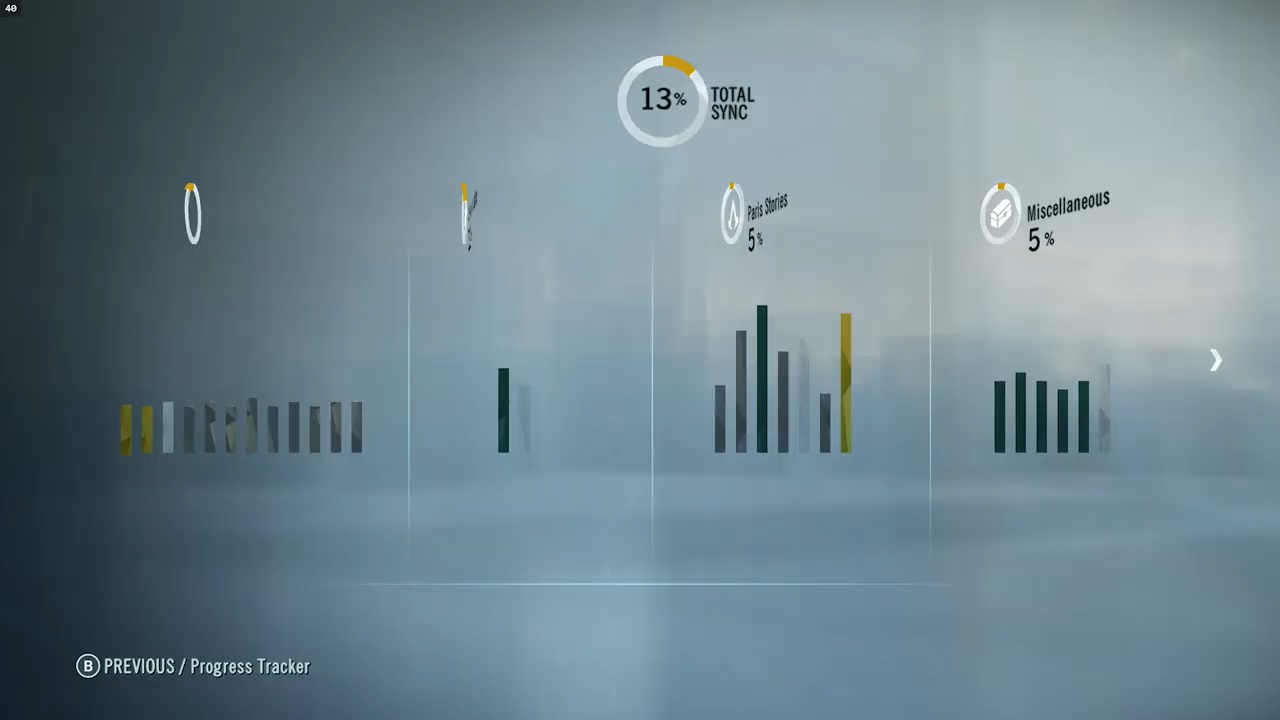 40
13%
TOTAL
SYNC
Paris Stories
5%
Miscellaneous
5%
B PREVIOUS / Progress Tracker